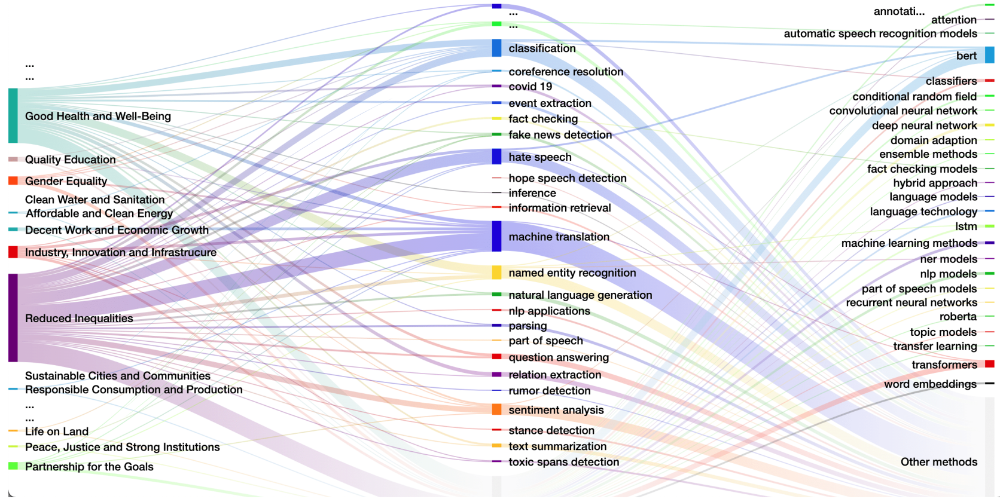 ...
...
Good Health and Well-Being
Quality Education
Gender Equality
Clean Water and Sanitation
Affordable and Clean Energy
Decent Work and Economic Growth
Industry, Innovation and Infrastrucure
Reduced Inequalities
Sustainable Cities and Communities
Responsible Consumption and Production
...
...
Life on Land
Peace, Justice and Strong Institutions
Partnership for the Goals
...
...
classification
coreference resolution
covid 19
event extraction
fact checking
fake news detection
hate speech
hope speech detection
inference
information retrieval
machine translation
named entity recognition
natural language generation
nlp applications
parsing
part of speech
question answering
relation extraction
rumor detection
sentiment analysis
stance detection
text summarization
toxic spans detection
annotati...
attention
automatic speech recognition models
bert
classifiers
conditional random field
convolutional neural network
deep neural network
domain adaption
ensemble methods
fact checking models
hybrid approach
language models
language technology
lstm
machine learning methods
ner models
nlp models
part of speech models
recurrent neural networks
roberta
topic models
transfer learning
transformers
word embeddings
Other methods